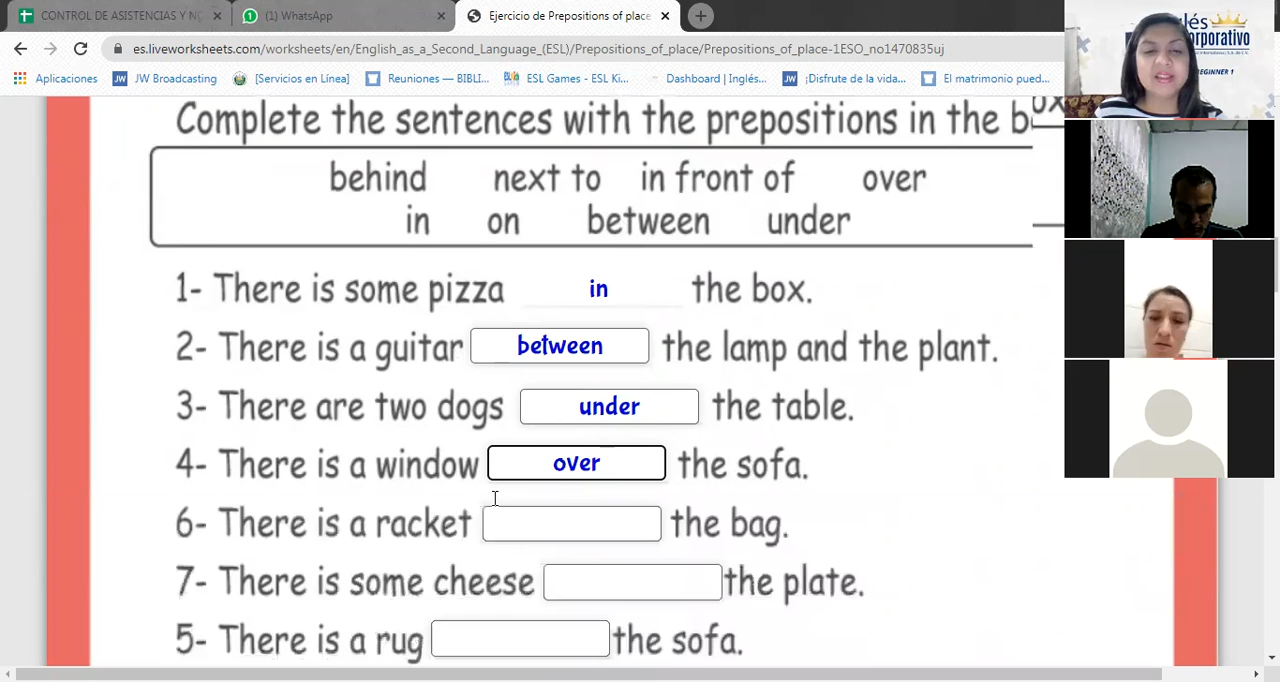 CONTROL DE ASISTENCIAS Y NO
(1) WhatsApp
Ejercicio de Prepositions of place
es.liveworksheets.com/worksheets/en/English_as_a_Second_Language_(ESL)/Prepositions_of_place/Prepositions_of_place-1ESO_no1470835uj
Aplicaciones JW JW Broadcasting [Servicios en Línea] Reuniones — BIBLI... ESL Games - ESL Ki... Dashboard | Inglés... JW ¡Disfrute de la vida... El matrimonio pued...
Complete the sentences with the prepositions in the b
behind next to in front of over
in on between under
1- There is some pizza in the box.
2- There is a guitar between the lamp and the plant.
3- There are two dogs under the table.
4- There is a window over the sofa.
6- There is a racket the bag.
7- There is some cheese the plate.
5- There is a rug the sofa.